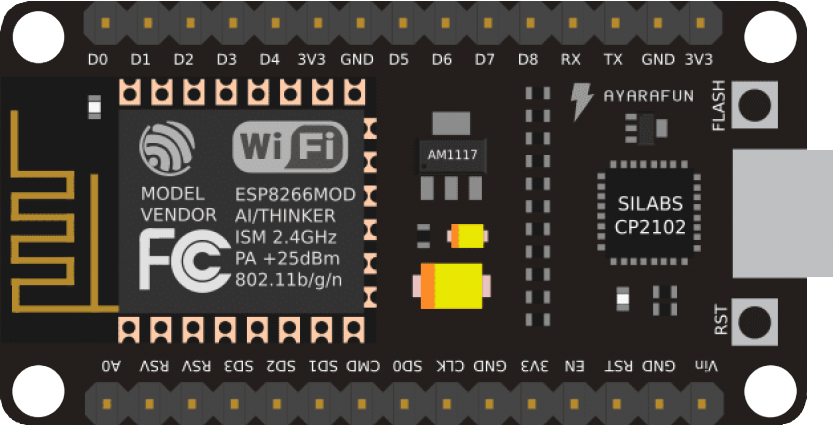 D0 D1 D2 D3 D4 3V3 GND D5 D6 D7 D8 RX TX GND 3V3
AYARAFUN
FLASH
WiFi
MODEL
VENDOR
FC
ESP8266MOD
AI/THINKER
ISM 2.4GHz
PA +25dBm
802.11b/g/n
AM1117
SILABS
CP2102
RST
A0 RSV RSV SD3 SD2 SD1 CMD SD0 CLK GND 3V3 EN RST GND Vin